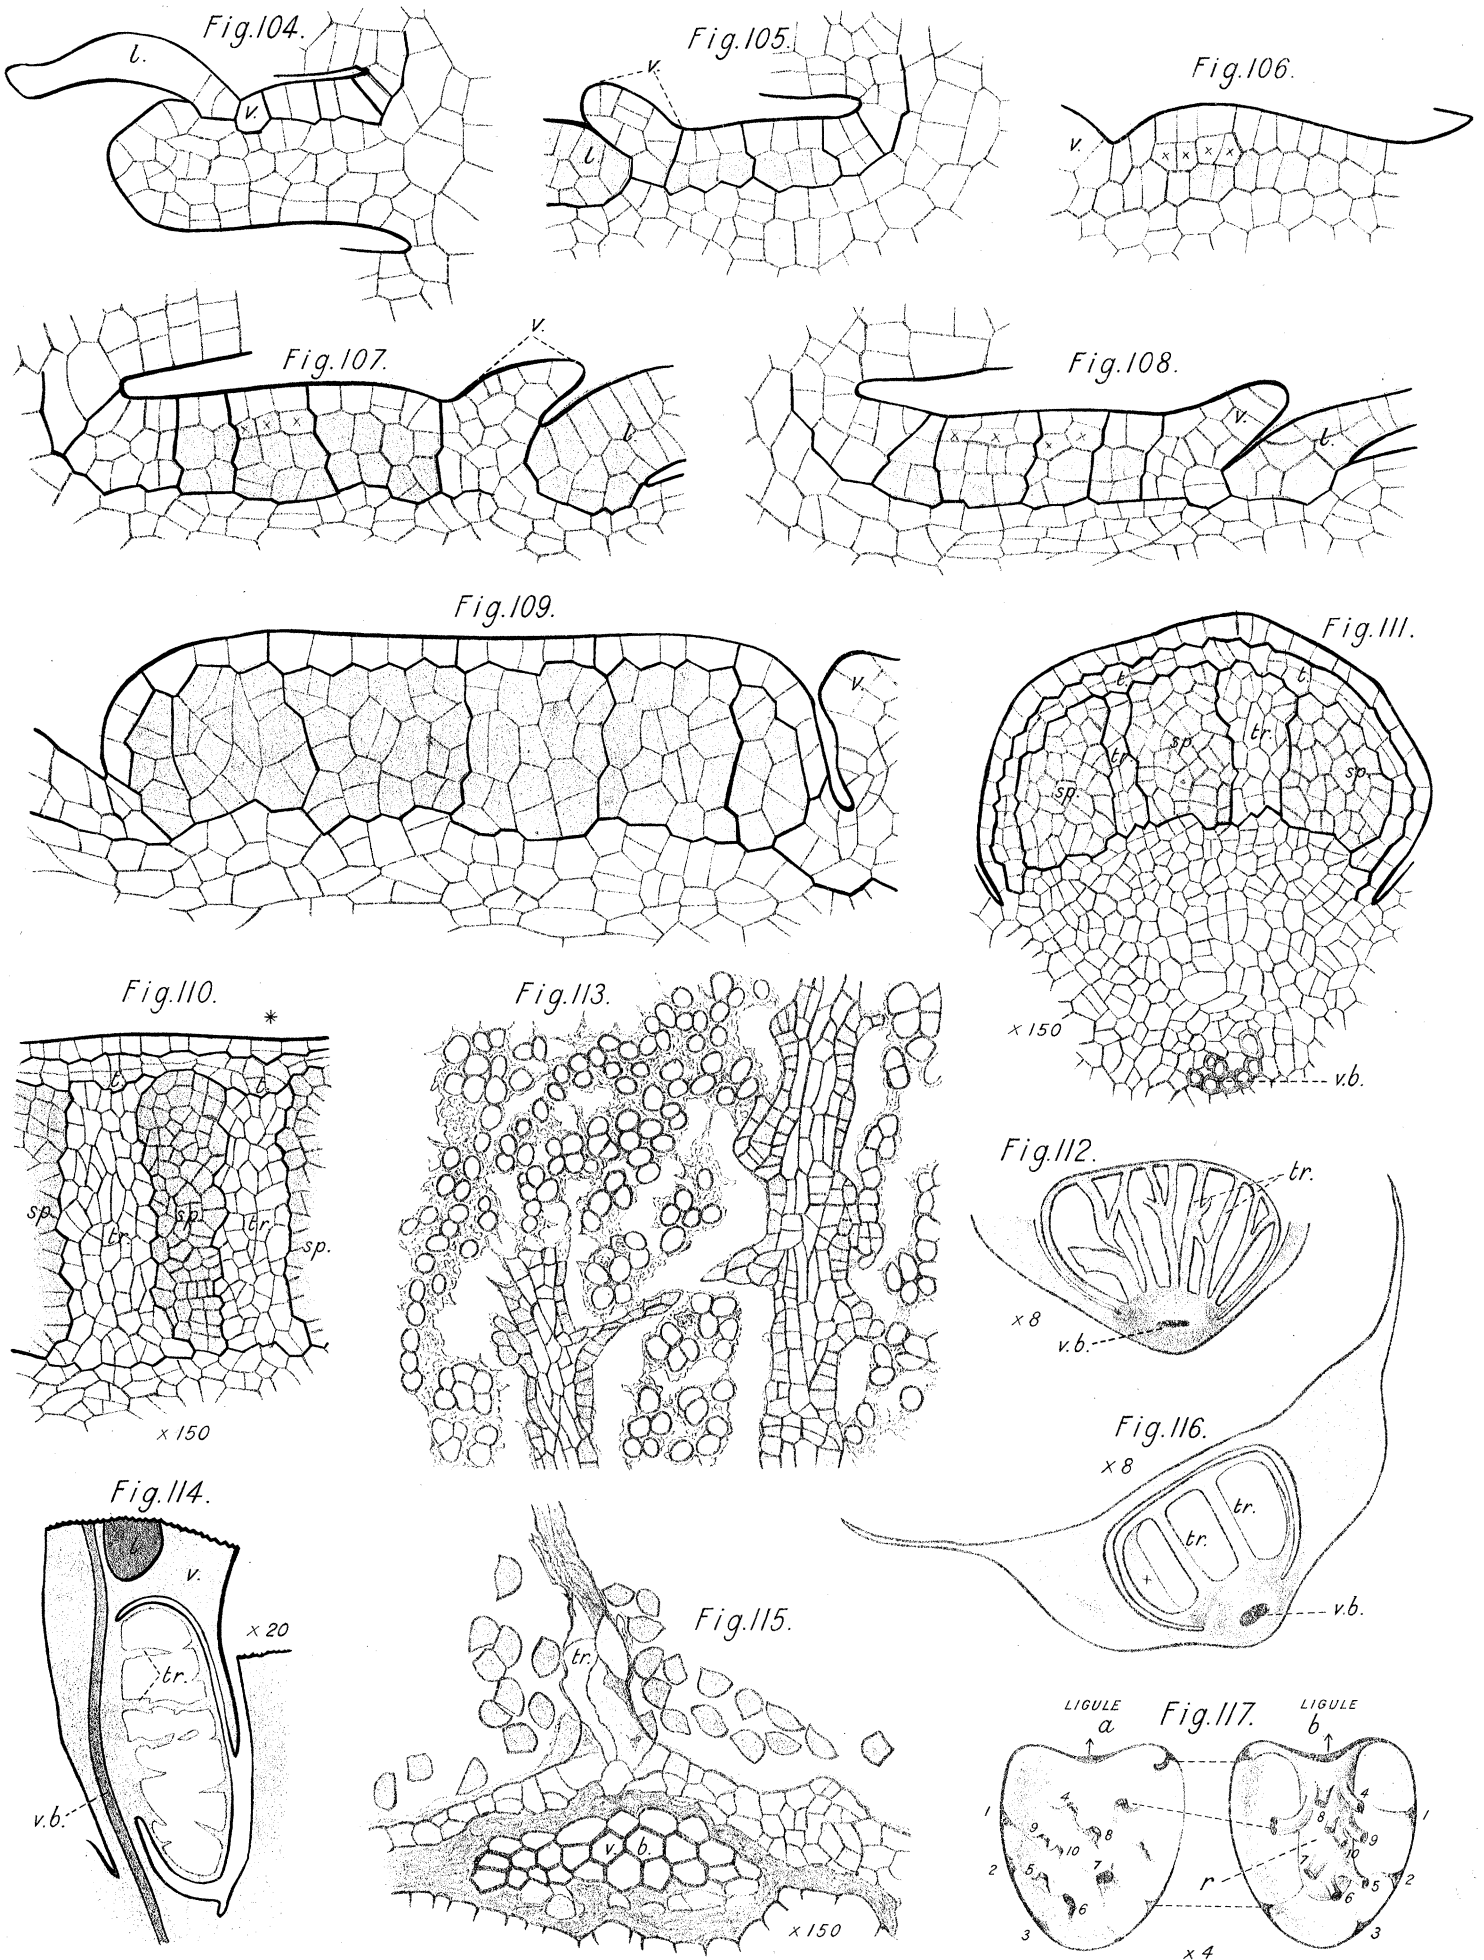 Fig.104.
l.
v.
Fig.105.
v.
l.
Fig.106.
v.
x x x x
Fig.107.
v.
x x x
l.
Fig.108.
v.
x x x x
l.
Fig.109.
v.
Fig.111.
t. t.
sp. tr. sp. tr. sp.
x 150
v.b.
Fig.110.
*
t. t.
sp. tr. sp. tr. sp.
x 150
Fig.113.
Fig.112.
tr.
x 8
v.b.
Fig.116.
x 8
tr.
tr.
x
v.b.
Fig.114.
l.
v.
x 20
tr.
v.b.
Fig.115.
tr.
v. b.
x 150
Fig.117.
LIGULE
a
LIGULE
b
1 4 9 8 10 2 5 7 6 3
8 4 1 9 10 7 5 2 6 3
r
x 4